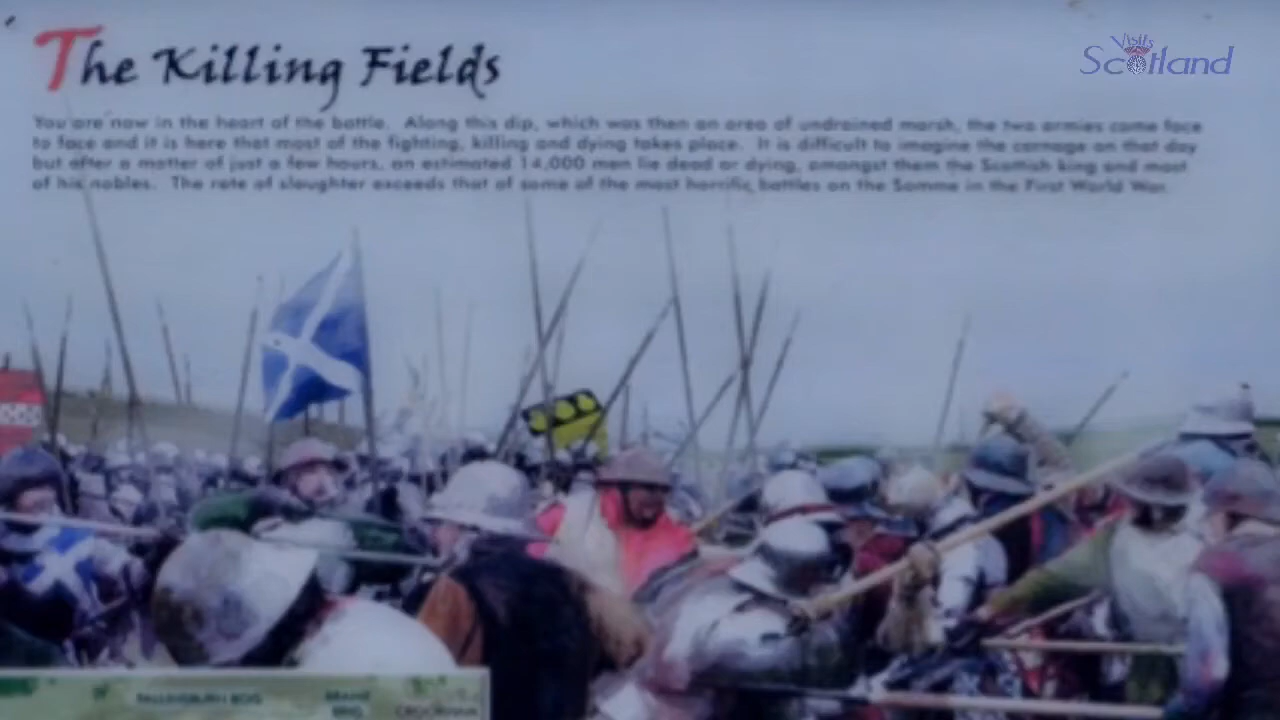 The Killing Fields
Visits
Scotland
You are now in the heart of the battle. Along this dip, which was then an area of undrained marsh, the two armies come face
to face and it is here that most of the fighting, killing and dying takes place. It is difficult to imagine the carnage on that day
but after a matter of just a few hours, an estimated 14,000 men lie dead or dying, amongst them the Scottish king and most
of his nobles. The rate of slaughter exceeds that of some of the most horrific battles on the Somme in the First World War.
BOG